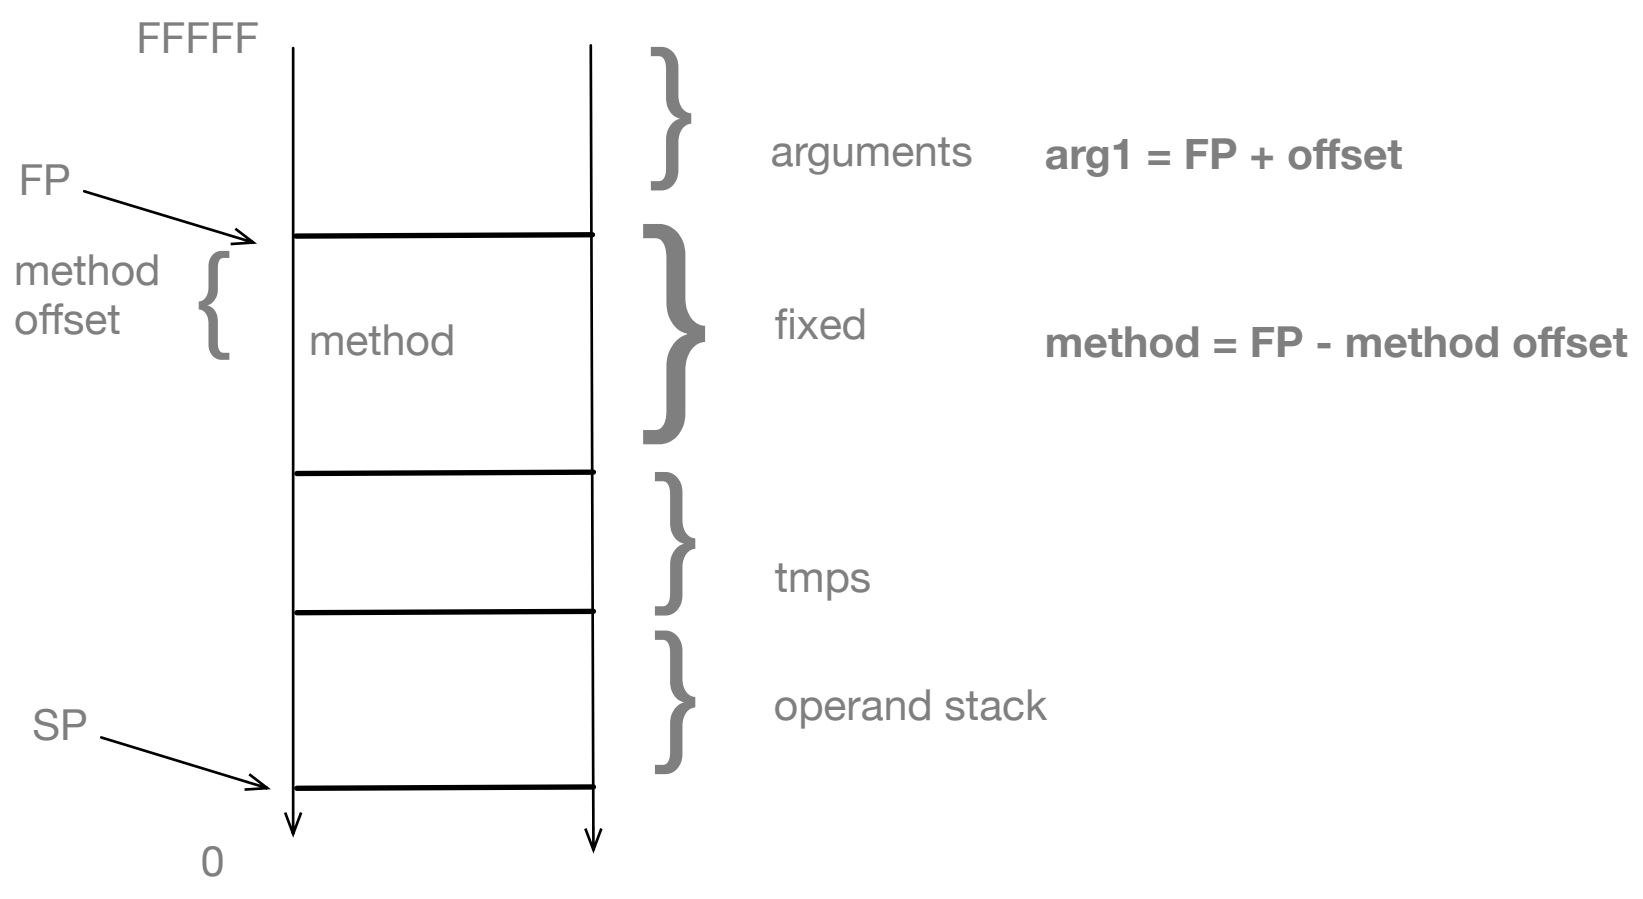 FFFFF
arguments
arg1 = FP + offset
FP
method
offset
method
fixed
method = FP - method offset
tmps
operand stack
SP
0